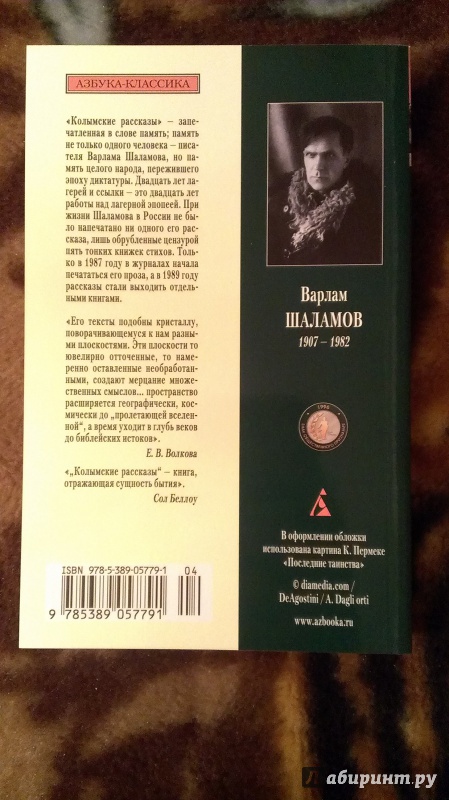 АЗБУКА-КЛАССИКА
«Колымские рассказы» – запе-
чатленная в слове память; память
не только одного человека – писа-
теля Варлама Шаламова, но па-
мять целого народа, пережившего
эпоху диктатуры. Двадцать лет ла-
герей и ссылки – это двадцать лет
работы над лагерной эпопеей. При
жизни Шаламова в России не бы-
ло напечатано ни одного его рас-
сказа, лишь обрубленные цензурой
пять тонких книжек стихов. Толь-
ко в 1987 году в журналах начала
печататься его проза, а в 1989 году
рассказы стали выходить отдель-
ными книгами.
«Его тексты подобны кристаллу,
поворачивающемуся к нам разны-
ми плоскостями. Эти плоскости то
ювелирно отточенные, то наме-
ренно оставленные необработан-
ными, создают мерцание множе-
ственных смыслов... пространство
расширяется географически, кос-
мически до „пролетающей вселен-
ной“, а время уходит в глубь веков
до библейских истоков».
Е. В. Волкова
«„Колымские рассказы“ – книга,
отражающая сущность бытия».
Сол Беллоу
ISBN 978-5-389-05779-1
04
9 785389 057791
Варлам
ШАЛАМОВ
1907 – 1982
1996
В оформлении обложки
использована картина К. Пермеке
«Последние таинства»
© diamedia.com /
DeAgostini / A. Dagli orti
www.azbooka.ru
Лабиринт.ру